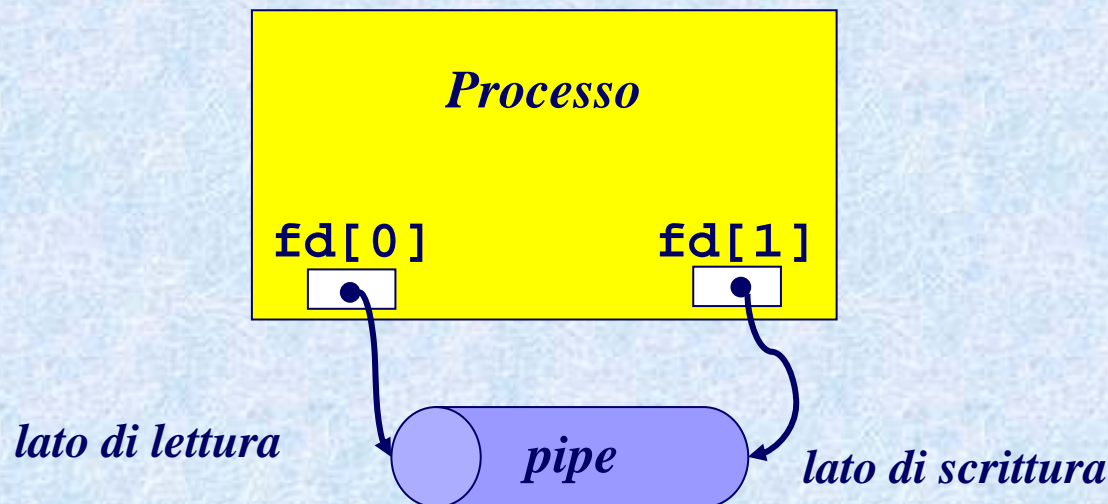 Processo
fd[0]
fd[1]
lato di lettura
pipe
lato di scrittura